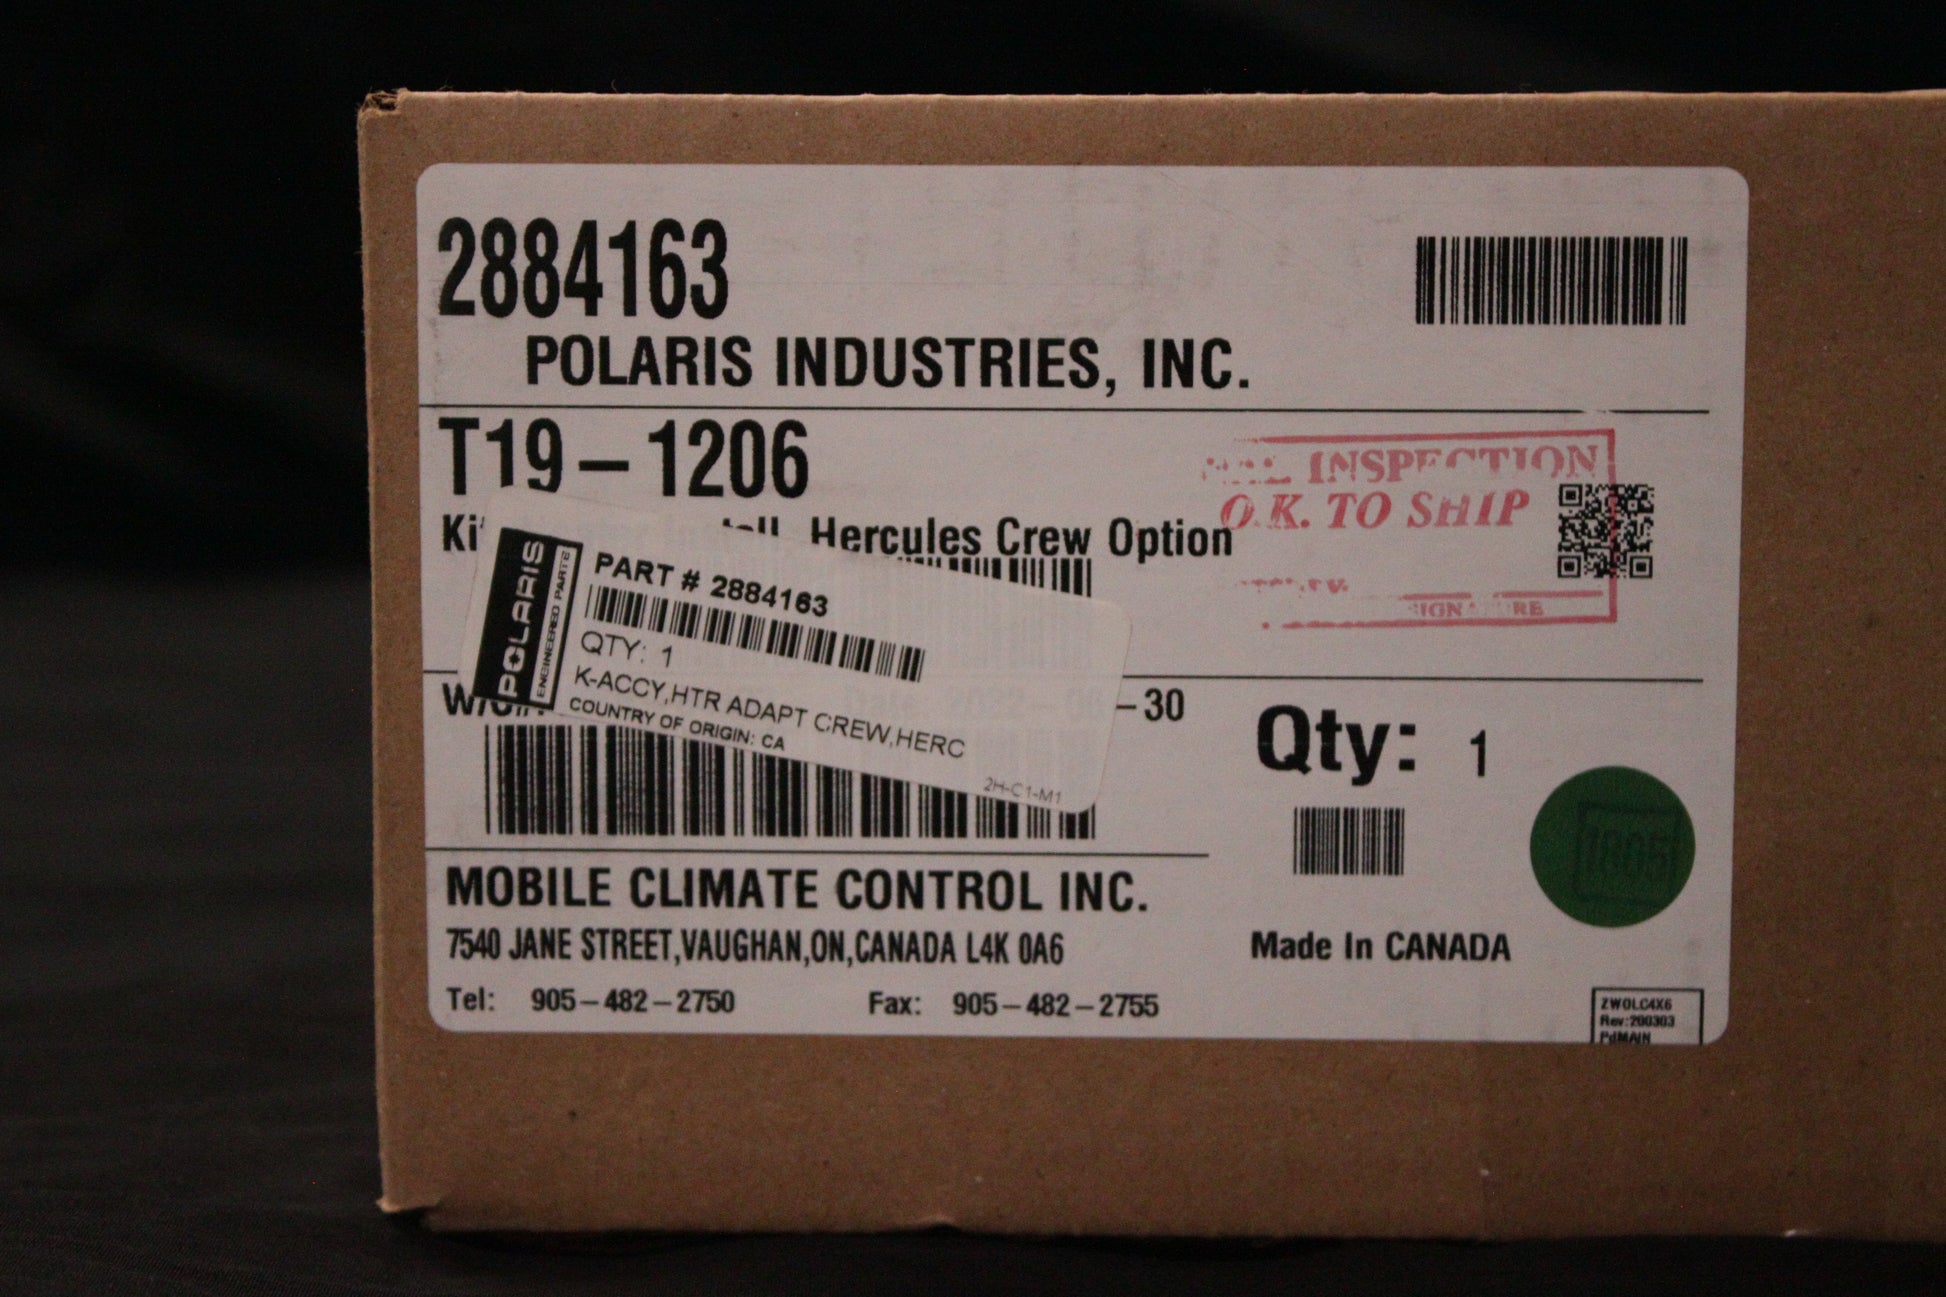 2884163
POLARIS INDUSTRIES, INC.
T19-1206
Hercules Crew Option
INSPECTION
O.K. TO SHIP
POLARIS
ENGINEERED PARTS
PART # 2884163
QTY: 1
K-ACCY,HTR ADAPT CREW,HERC
COUNTRY OF ORIGIN: CA
2H-C1-M1
-30
Qty: 1
1805
MOBILE CLIMATE CONTROL INC.
7540 JANE STREET,VAUGHAN,ON,CANADA L4K 0A6
Made In CANADA
Tel: 905-482-2750 Fax: 905-482-2755
ZWOLC4X6
Rev:200303
PdMAIN